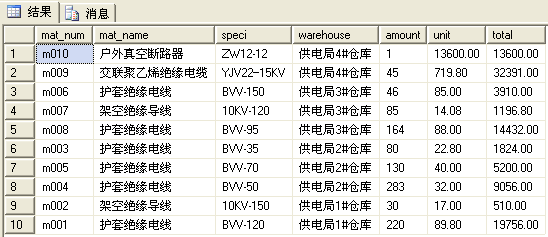 结果 消息
mat_num mat_name speci warehouse amount unit total
1 m010 户外真空断路器 ZW12-12 供电局4#仓库 1 13600.00 13600.00
2 m009 交联聚乙烯绝缘电缆 YJV22-15KV 供电局4#仓库 45 719.80 32391.00
3 m006 护套绝缘电线 BVV-150 供电局3#仓库 46 85.00 3910.00
4 m007 架空绝缘导线 10KV-120 供电局3#仓库 85 14.08 1196.80
5 m008 护套绝缘电线 BVV-95 供电局3#仓库 164 88.00 14432.00
6 m003 护套绝缘电线 BVV-35 供电局2#仓库 80 22.80 1824.00
7 m005 护套绝缘电线 BVV-70 供电局2#仓库 130 40.00 5200.00
8 m004 护套绝缘电线 BVV-50 供电局2#仓库 283 32.00 9056.00
9 m002 架空绝缘导线 10KV-150 供电局1#仓库 30 17.00 510.00
10 m001 护套绝缘电线 BVV-120 供电局1#仓库 220 89.80 19756.00